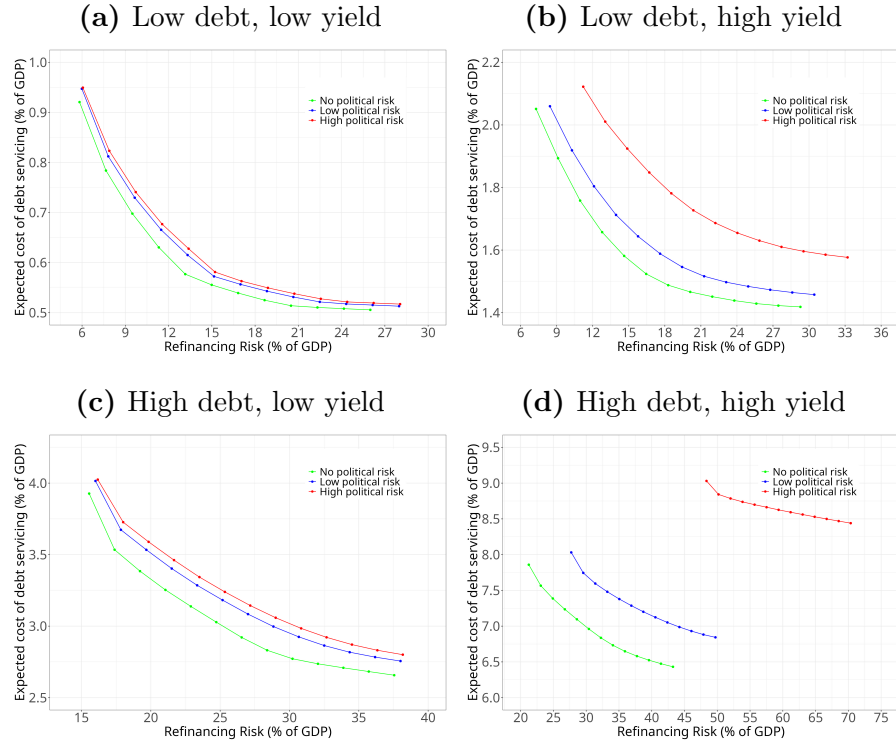 (a) Low debt, low yield
Expected cost of debt servicing (% of GDP)
1.0
0.9
0.8
0.7
0.6
0.5
No political risk
Low political risk
High political risk
6 9 12 15 18 21 24 27 30
Refinancing Risk (% of GDP)
(b) Low debt, high yield
Expected cost of debt servicing (% of GDP)
2.2
2.0
1.8
1.6
1.4
No political risk
Low political risk
High political risk
6 9 12 15 18 21 24 27 30 33 36
Refinancing Risk (% of GDP)
(c) High debt, low yield
Expected cost of debt servicing (% of GDP)
4.0
3.5
3.0
2.5
No political risk
Low political risk
High political risk
15 20 25 30 35 40
Refinancing Risk (% of GDP)
(d) High debt, high yield
Expected cost of debt servicing (% of GDP)
9.5
9.0
8.5
8.0
7.5
7.0
6.5
6.0
No political risk
Low political risk
High political risk
20 25 30 35 40 45 50 55 60 65 70 75
Refinancing Risk (% of GDP)